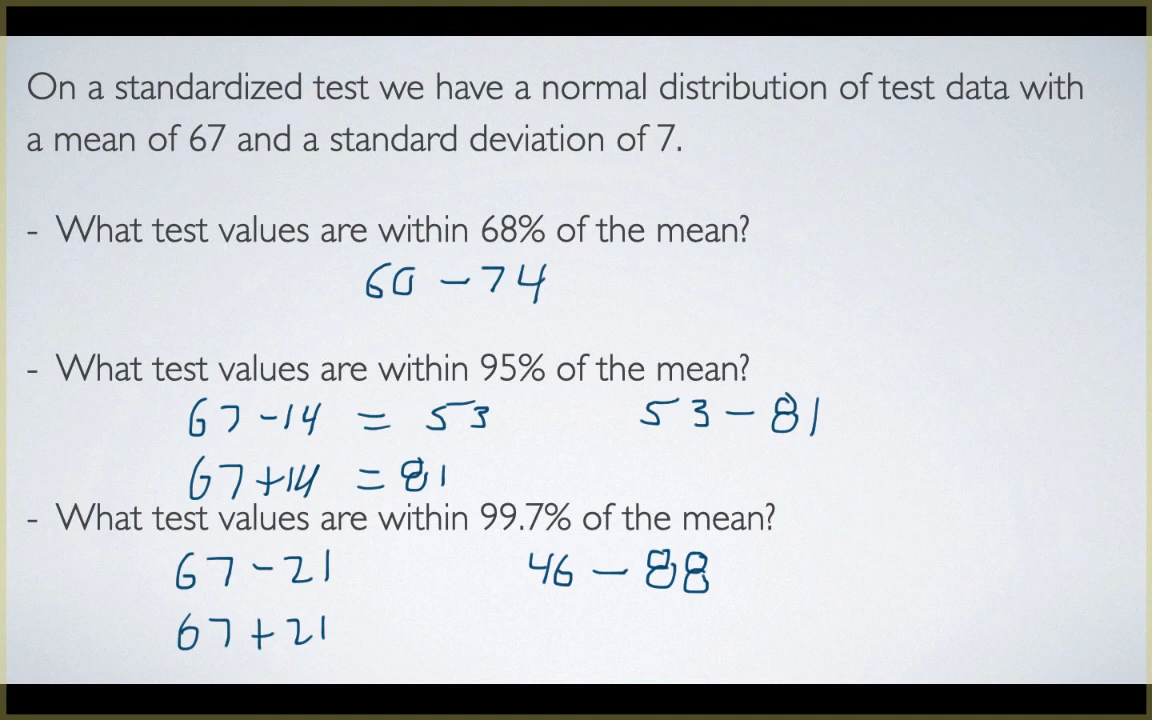 On a standardized test we have a normal distribution of test data with
a mean of 67 and a standard deviation of 7.
- What test values are within 68% of the mean?
60 - 74
- What test values are within 95% of the mean?
67 - 14 = 53 53 - 81
67 + 14 = 81
- What test values are within 99.7% of the mean?
67 - 21 46 - 88
67 + 21